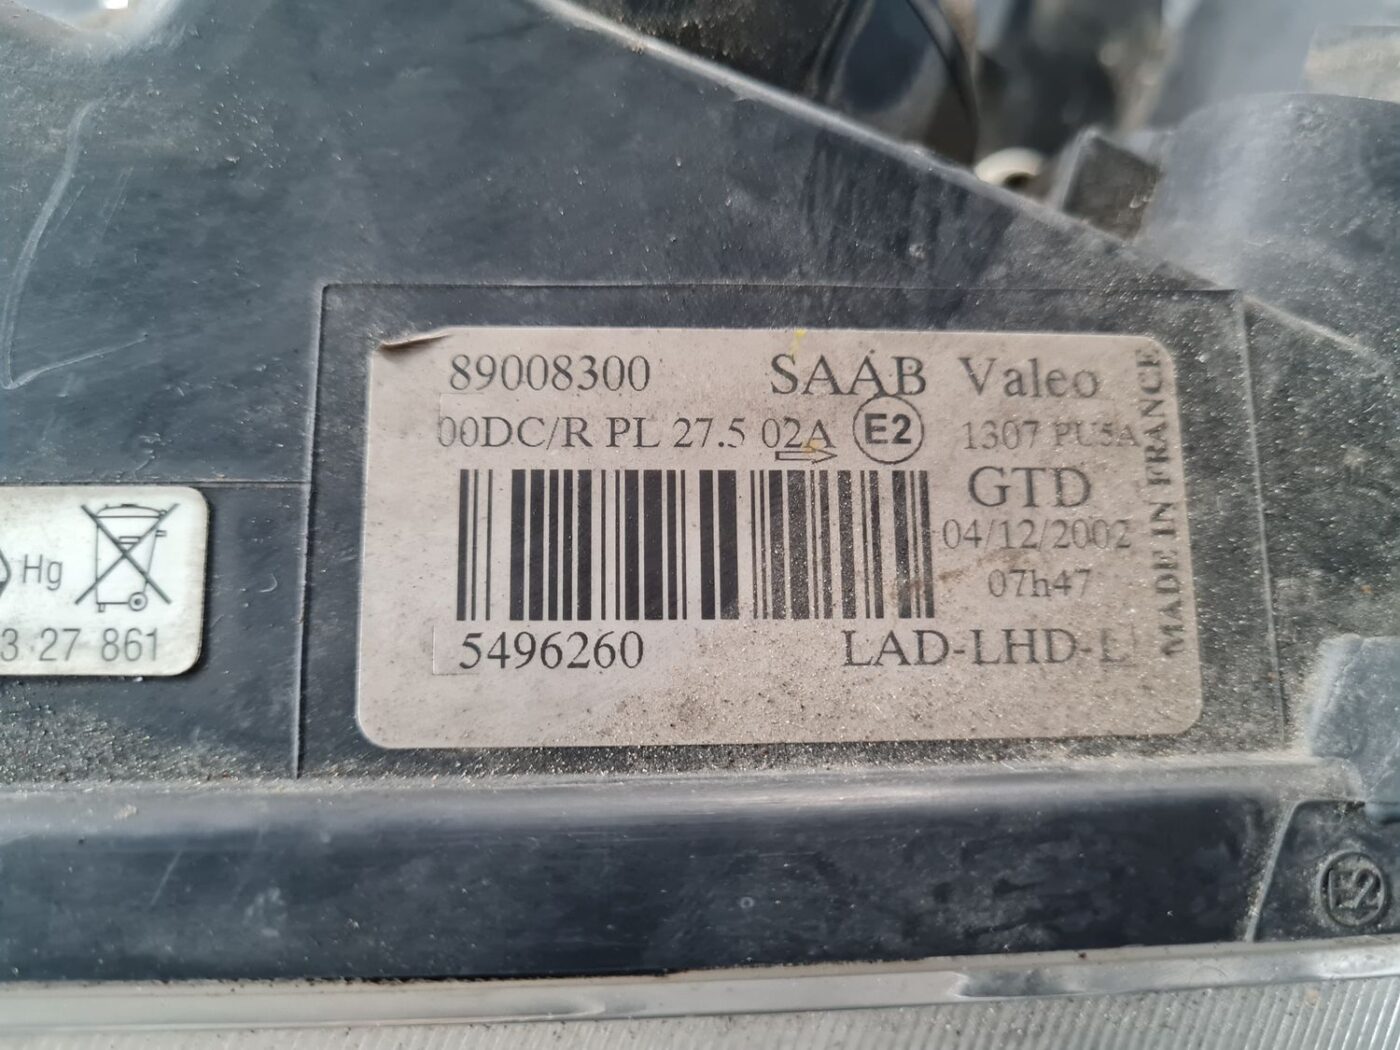 89008300 SAAB Valeo
00DC/R PL 27.5 02A E2 1307 PU5A
GTD
04/12/2002
07h47
5496260 LAD-LHD-L
MADE IN FRANCE
Hg
3 27 861
E2